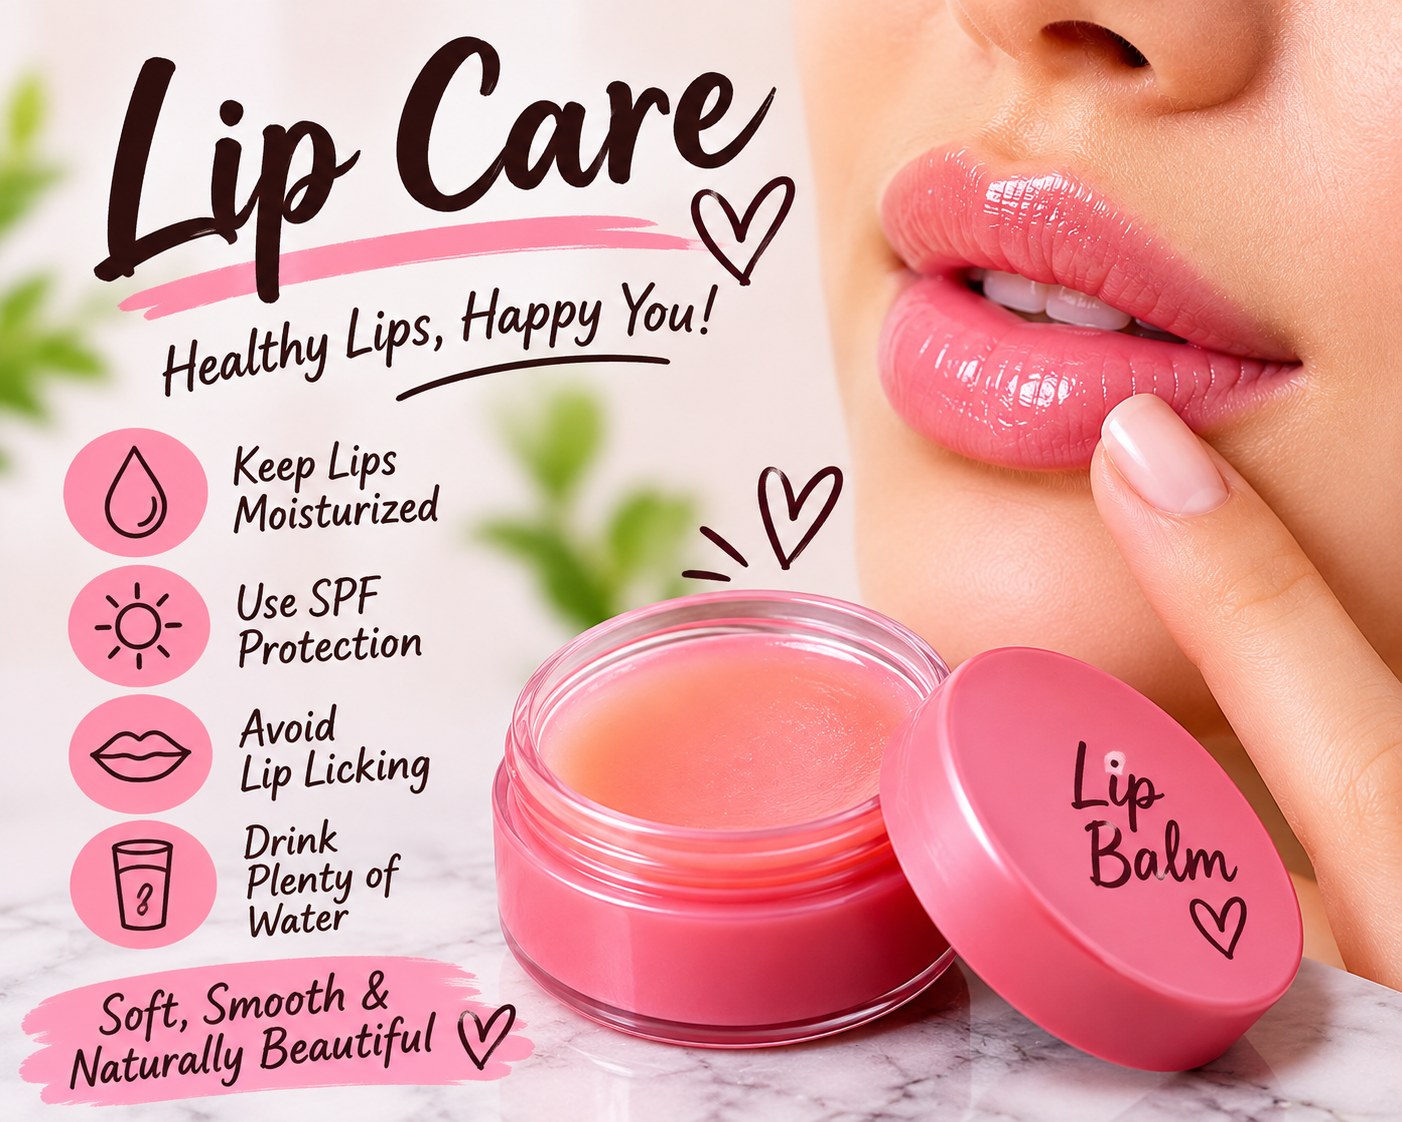 Lip Care
Healthy Lips, Happy You!
Keep Lips
Moisturized
Use SPF
Protection
Avoid
Lip Licking
Drink
Plenty of
Water
Soft, Smooth &
Naturally Beautiful
Lip
Balm